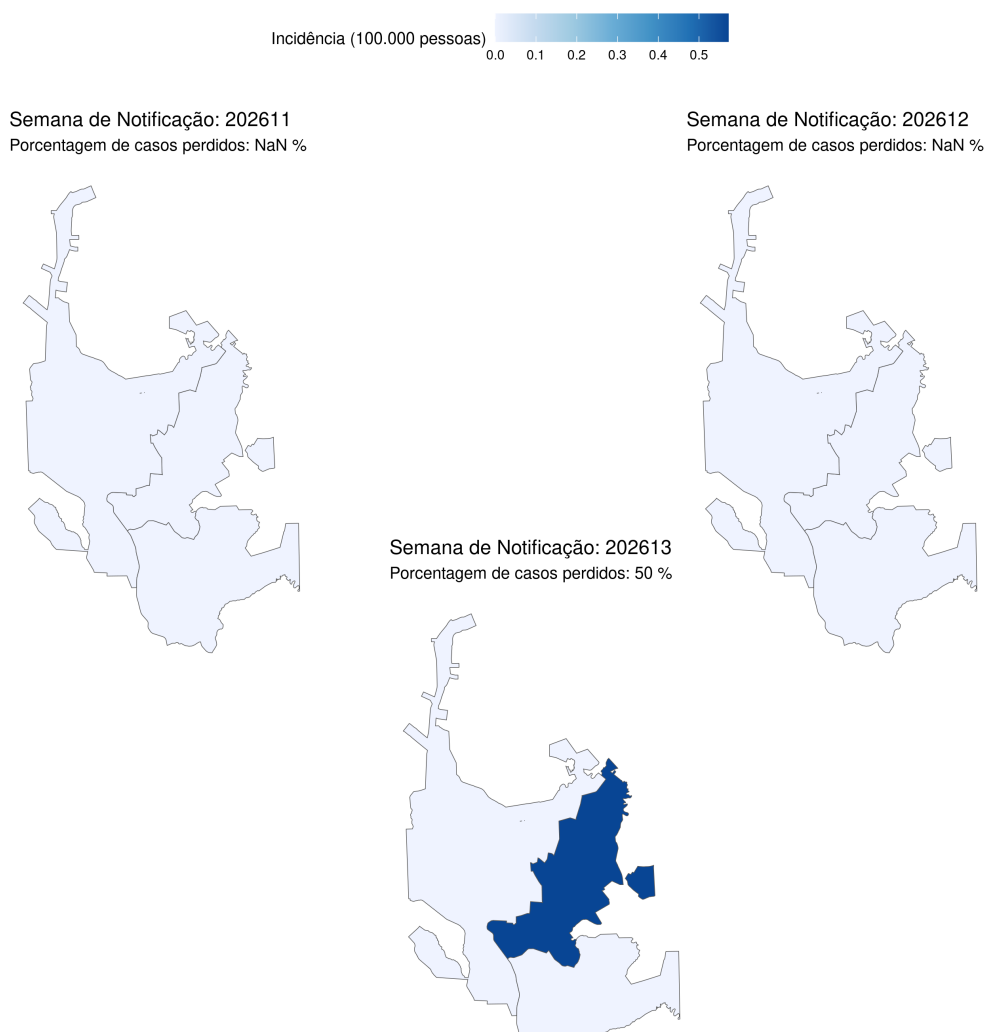 Incidência (100.000 pessoas)
0.0 0.1 0.2 0.3 0.4 0.5
Semana de Notificação: 202611
Porcentagem de casos perdidos: NaN %
Semana de Notificação: 202612
Porcentagem de casos perdidos: NaN %
Semana de Notificação: 202613
Porcentagem de casos perdidos: 50 %